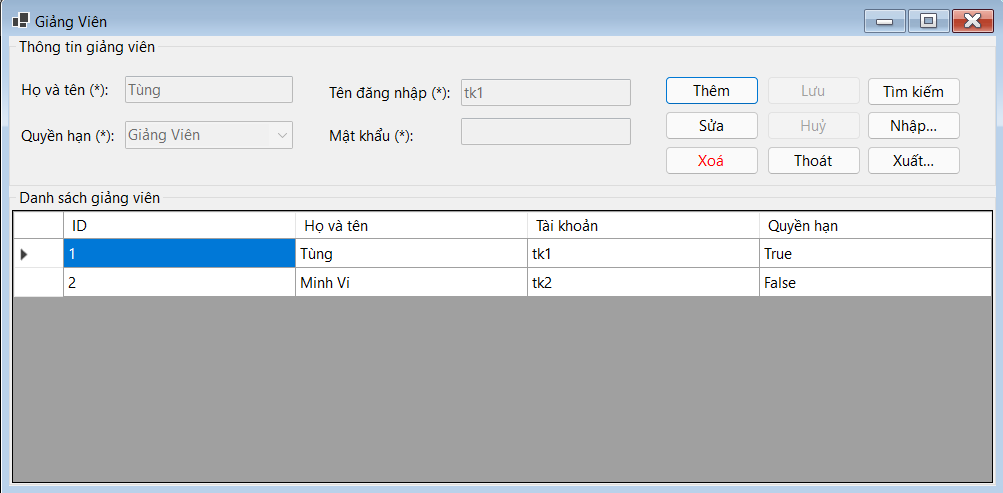 Giảng Viên
Thông tin giảng viên
Họ và tên (*): Tùng Tên đăng nhập (*): tk1 Thêm Lưu Tìm kiếm
Quyền hạn (*): Giảng Viên Mật khẩu (*): Sửa Huỷ Nhập...
Xoá Thoát Xuất...
Danh sách giảng viên
ID Họ và tên Tài khoản Quyền hạn
1 Tùng tk1 True
2 Minh Vi tk2 False